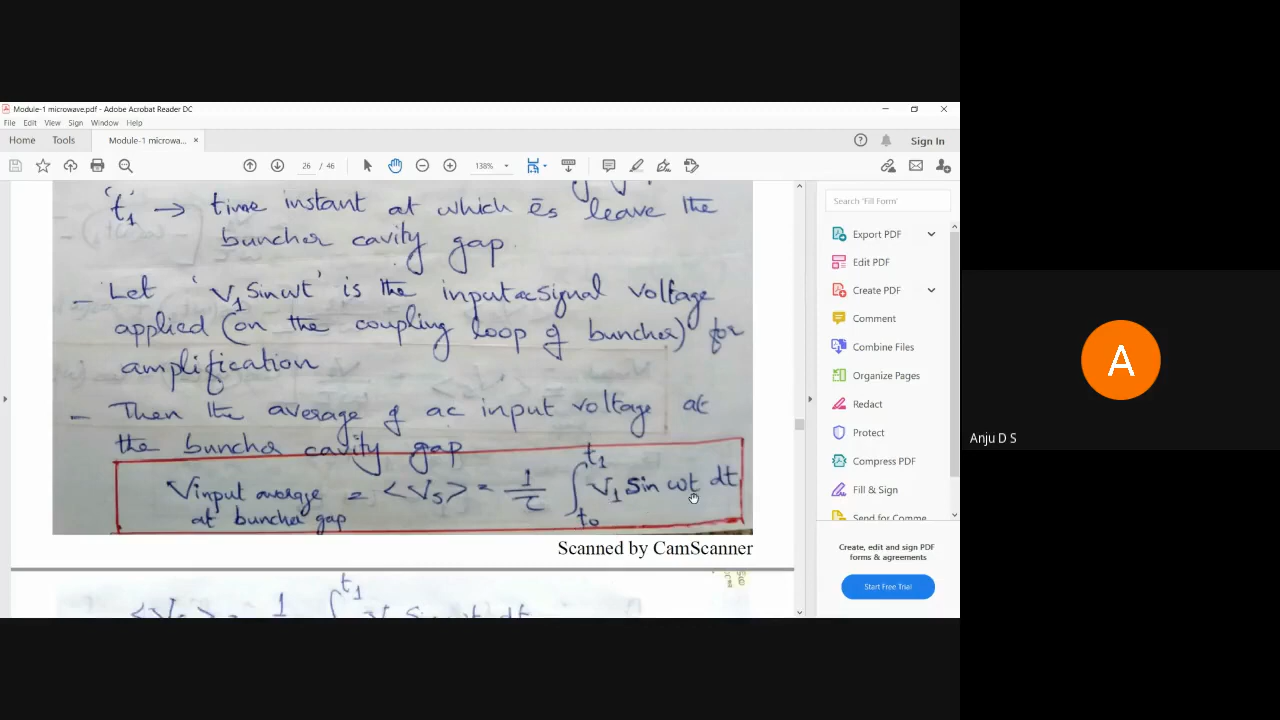 Module-1 microwave.pdf - Adobe Acrobat Reader DC
File Edit View Sign Window Help
Home Tools Module-1 microwa... × Sign In
26 / 46 138%
't1' → time instant at which ēs leave the
buncher cavity gap.
- Let 'V1 Sin ωt' is the input ac signal voltage
applied (on the coupling loop of buncher) for
amplification
- Then the average of ac input voltage at
the buncher cavity gap
Vinput average at buncher gap = <Vs> = 1/τ ∫t0^t1 V1 Sin ωt dt
Scanned by CamScanner
t1
1
Search 'Fill Form'
Export PDF
Edit PDF
Create PDF
Comment
Combine Files
Organize Pages
Redact
Protect
Compress PDF
Fill & Sign
Send for Comme
Create, edit and sign PDF
forms & agreements
Start Free Trial
A
Anju D S